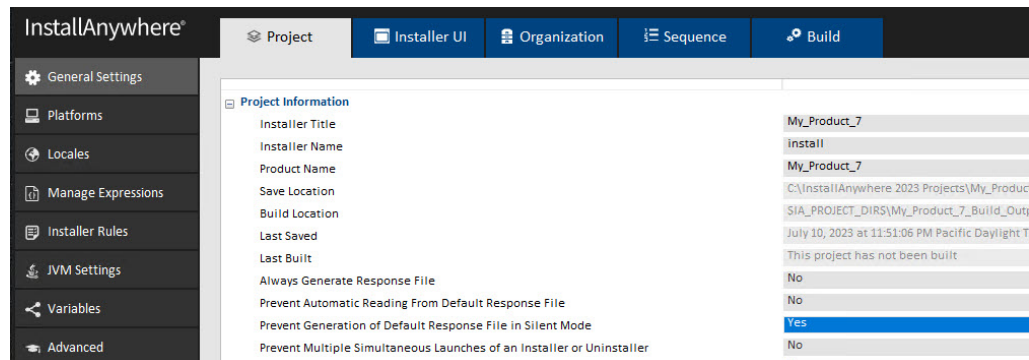 InstallAnywhere®
Project
Installer UI
Organization
Sequence
Build
General Settings
Platforms
Locales
Manage Expressions
Installer Rules
JVM Settings
Variables
Advanced
Project Information
Installer Title My_Product_7
Installer Name install
Product Name My_Product_7
Save Location C:\InstallAnywhere 2023 Projects\My_Produc
Build Location SIA_PROJECT_DIRS\My_Product_7_Build_Outp
Last Saved July 10, 2023 at 11:51:06 PM Pacific Daylight T
Last Built This project has not been built
Always Generate Response File No
Prevent Automatic Reading From Default Response File No
Prevent Generation of Default Response File in Silent Mode Yes
Prevent Multiple Simultaneous Launches of an Installer or Uninstaller No